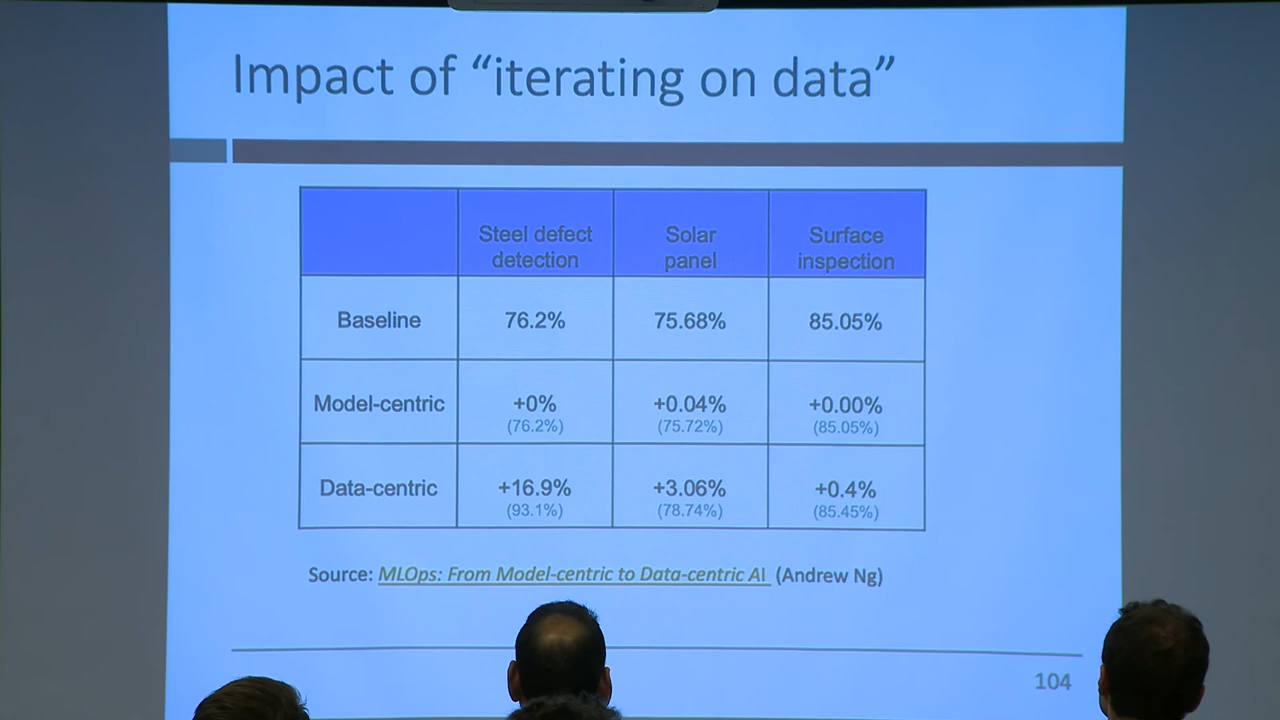 Impact of “iterating on data”
Steel defect
detection
Solar
panel
Surface
inspection
Baseline
76.2%
75.68%
85.05%
Model-centric
+0%
(76.2%)
+0.04%
(75.72%)
+0.00%
(85.05%)
Data-centric
+16.9%
(93.1%)
+3.06%
(78.74%)
+0.4%
(85.45%)
Source: MLOps: From Model-centric to Data-centric AI (Andrew Ng)
104